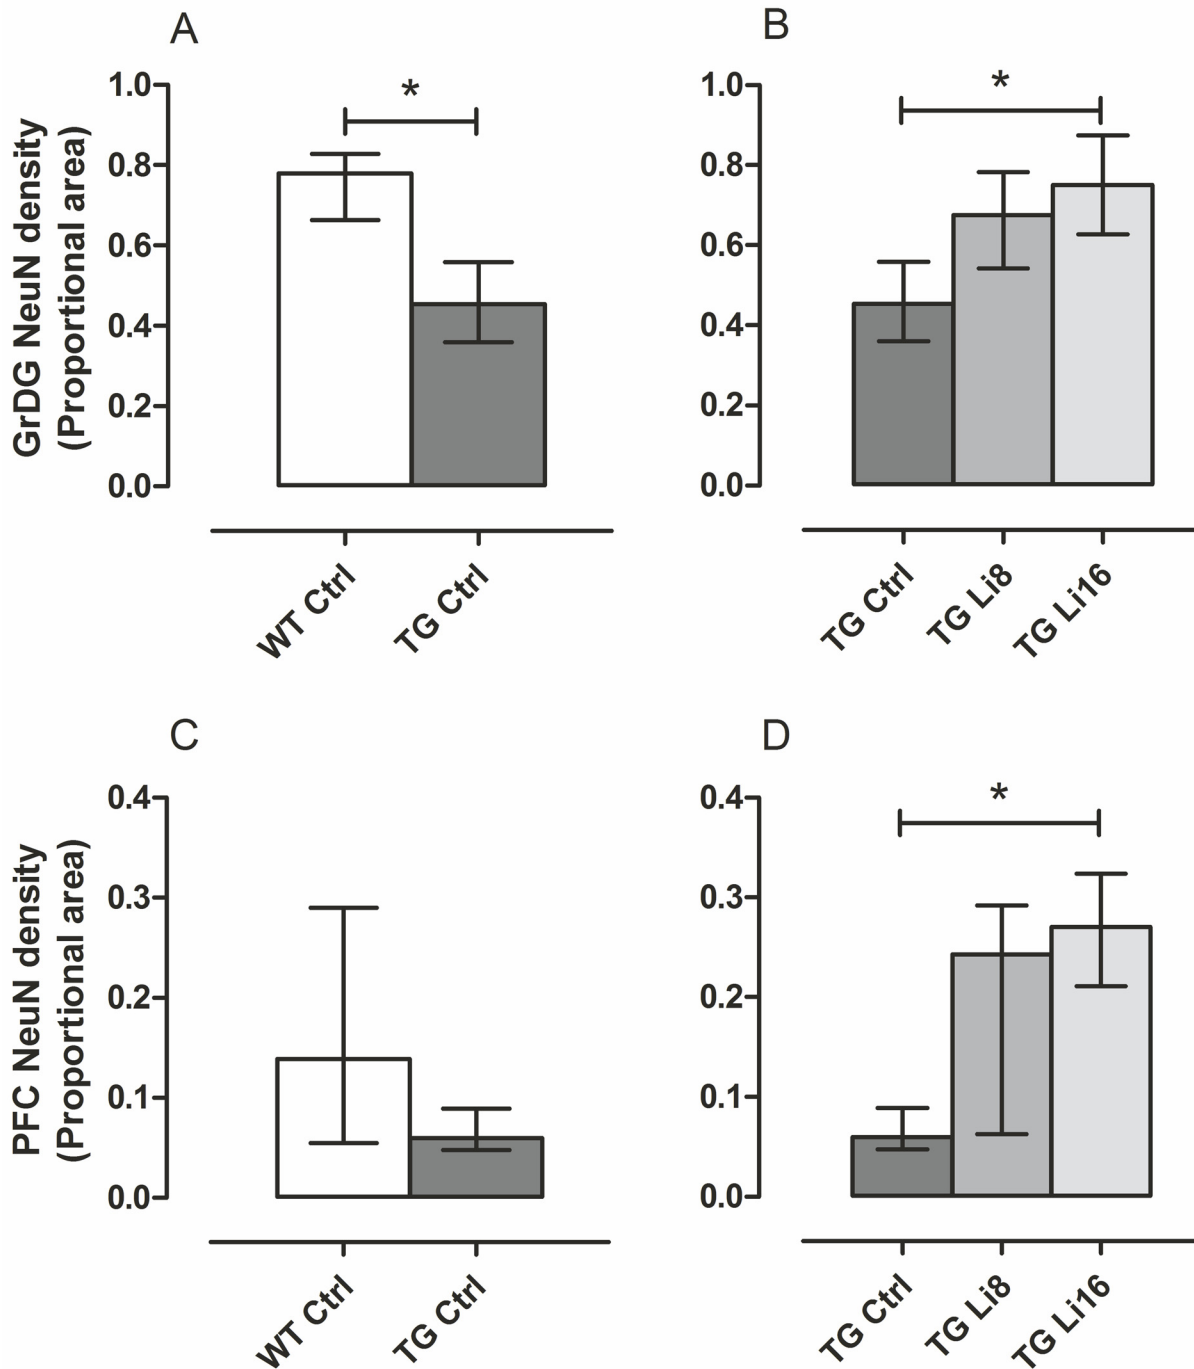 A
GrDG NeuN density
(Proportional area)
1.0
0.8
0.6
0.4
0.2
0.0
*
WT Ctrl
TG Ctrl
B
1.0
0.8
0.6
0.4
0.2
0.0
*
TG Ctrl
TG Li8
TG Li16
C
PFC NeuN density
(Proportional area)
0.4
0.3
0.2
0.1
0.0
WT Ctrl
TG Ctrl
D
0.4
0.3
0.2
0.1
0.0
*
TG Ctrl
TG Li8
TG Li16